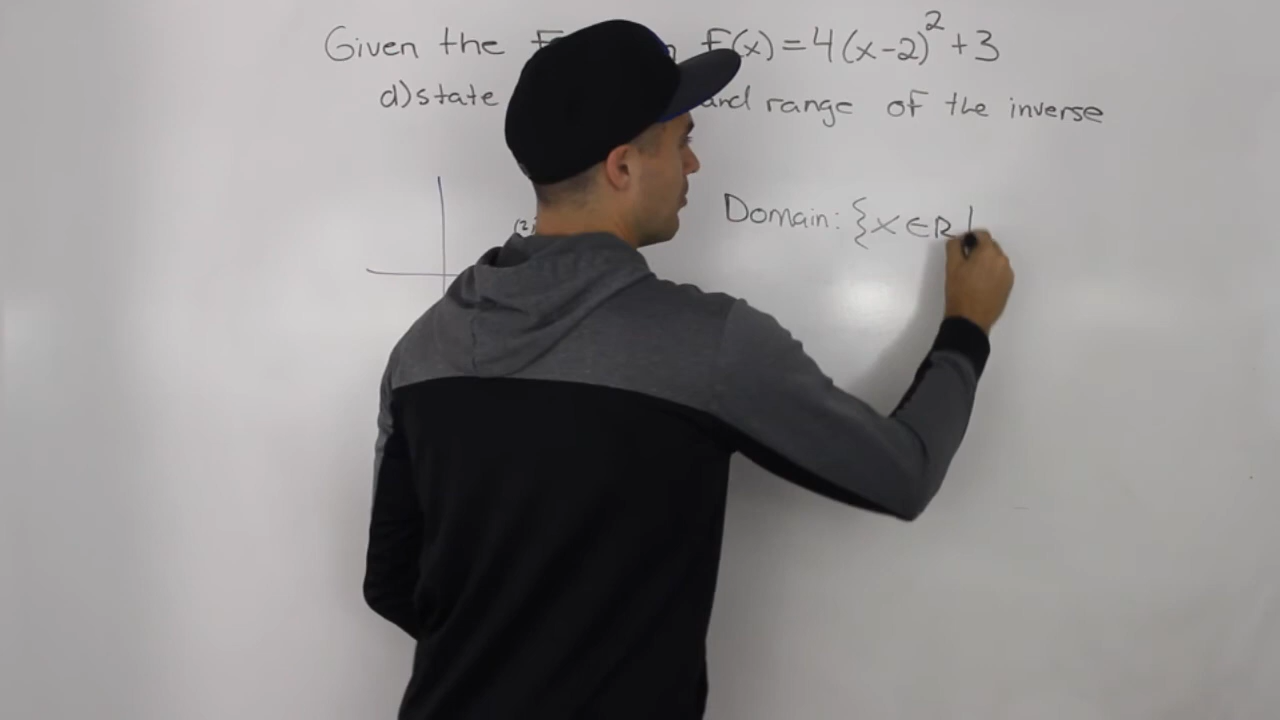 Given the F(x)=4(x-2)²+3
d)state and range of the inverse
(2,
Domain: {x∈R|